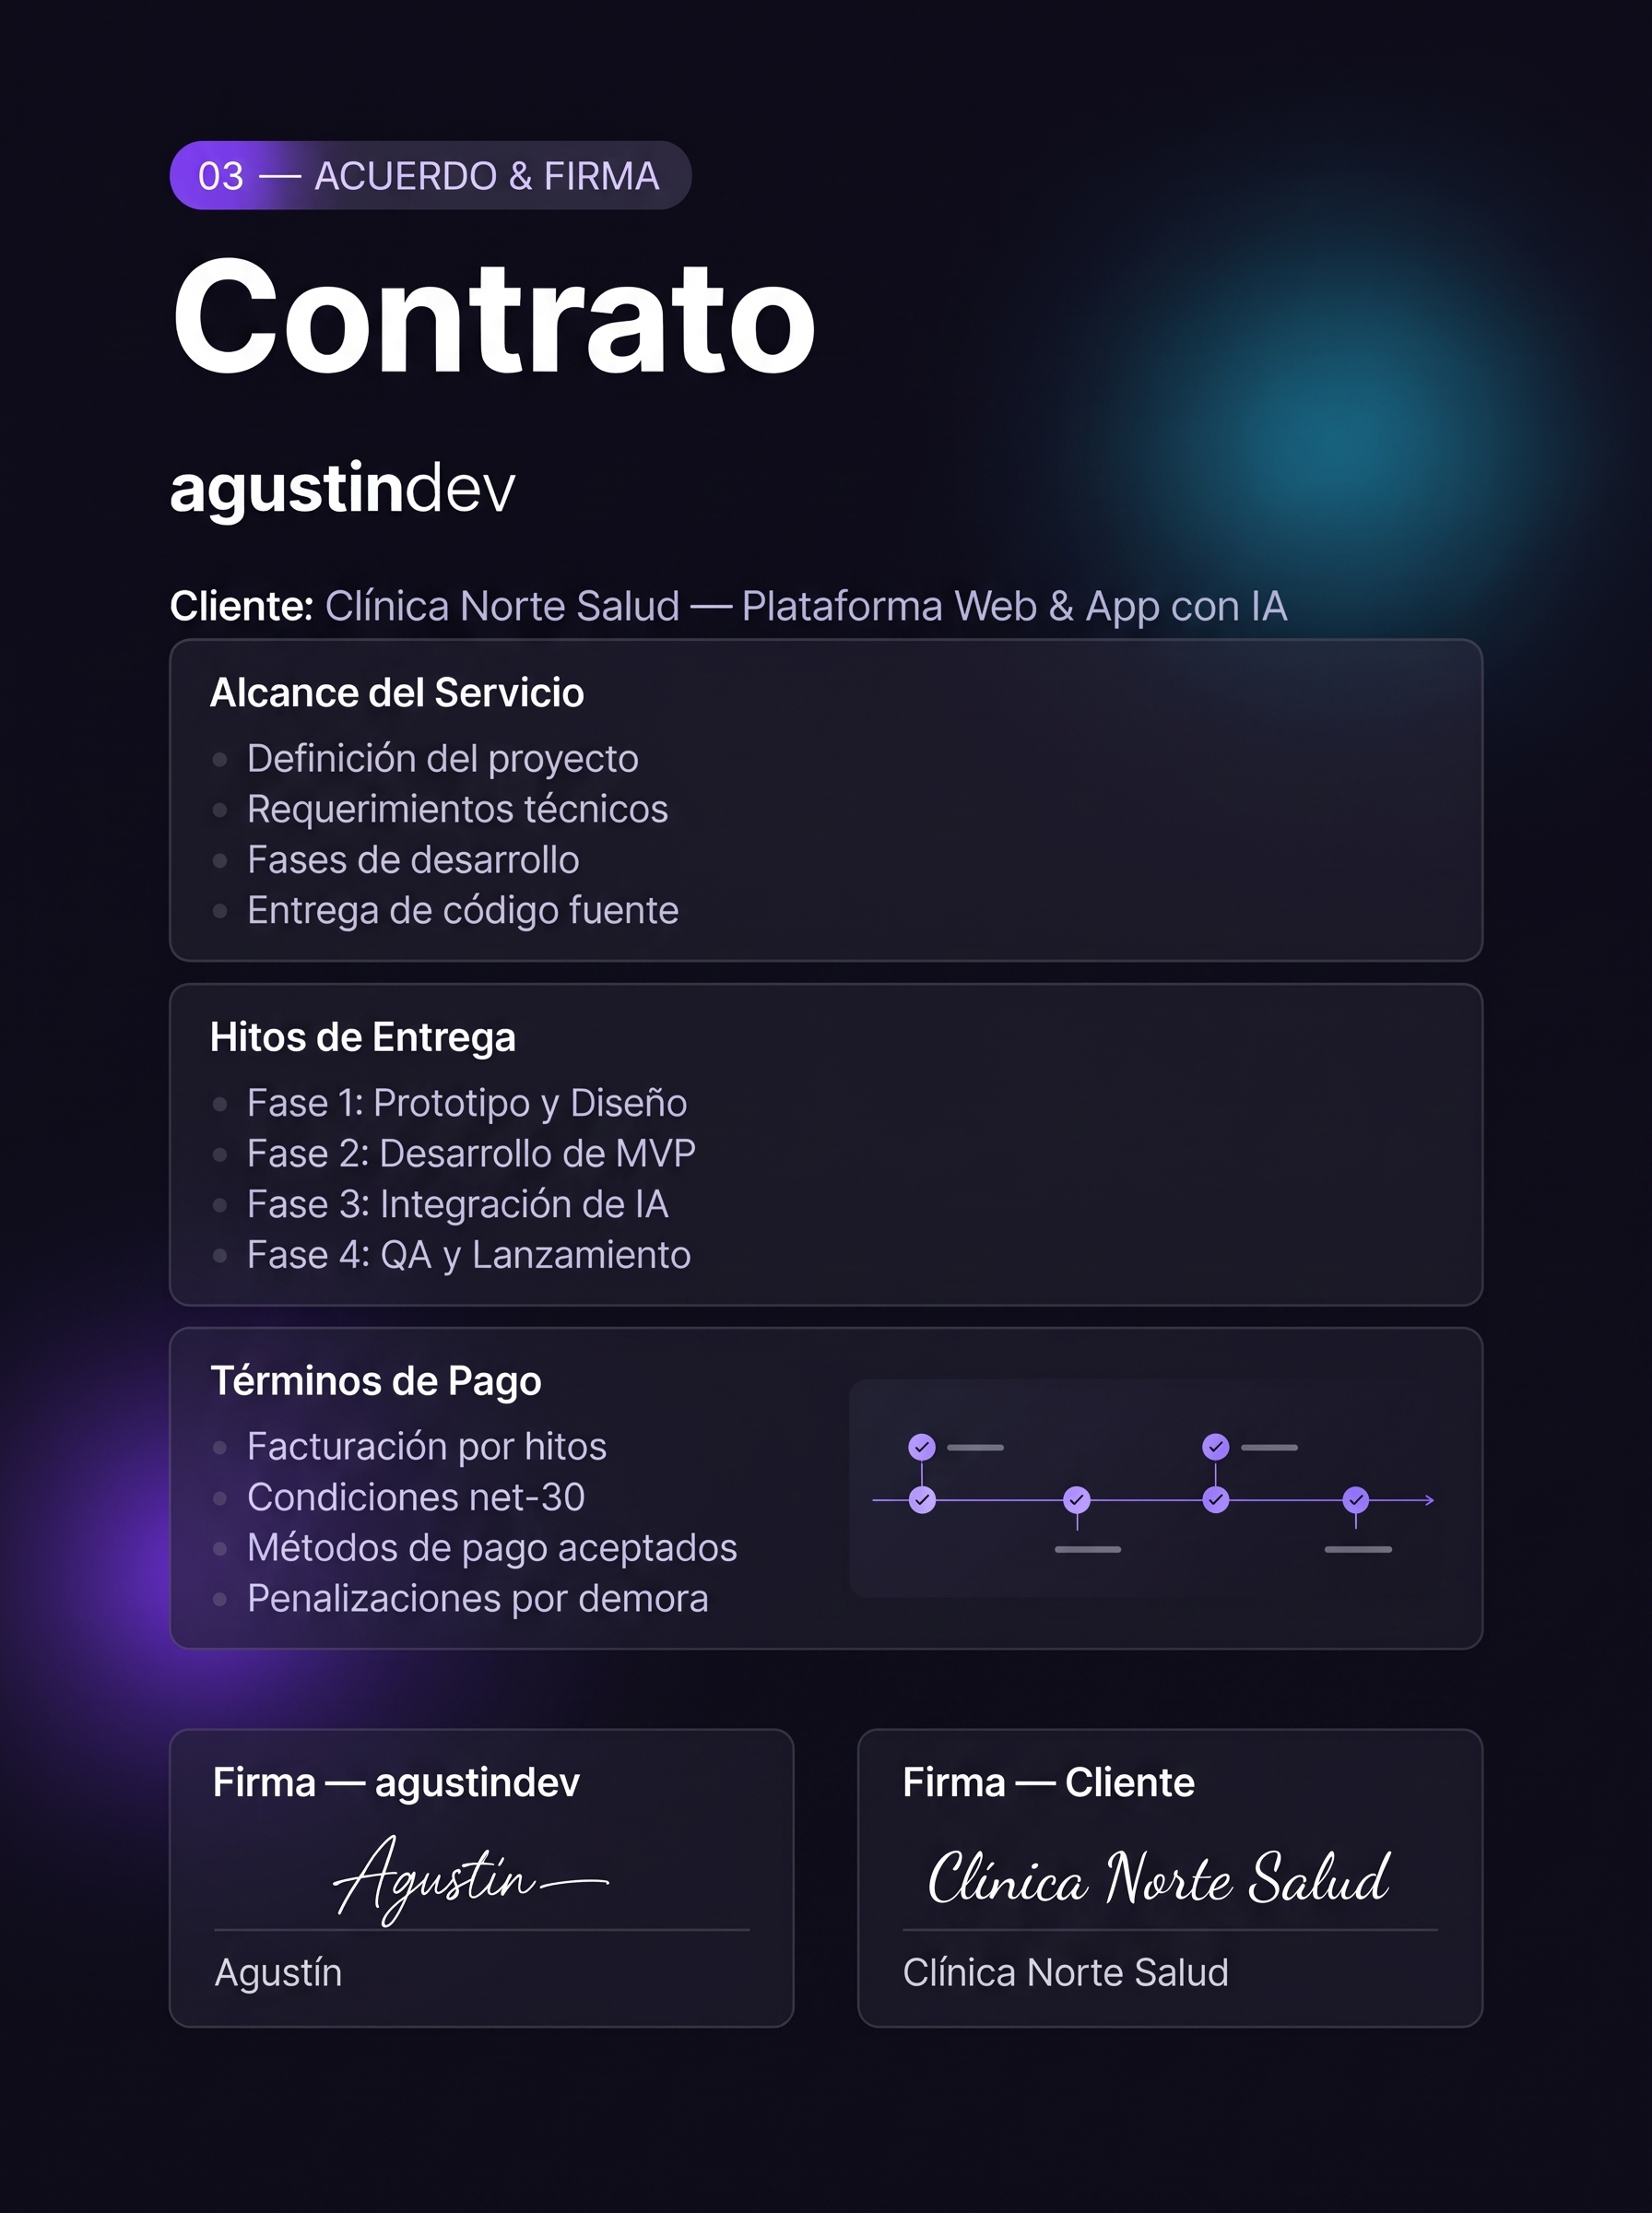 03 — ACUERDO & FIRMA
Contrato
agustindev
Cliente: Clínica Norte Salud — Plataforma Web & App con IA
Alcance del Servicio
Definición del proyecto
Requerimientos técnicos
Fases de desarrollo
Entrega de código fuente
Hitos de Entrega
Fase 1: Prototipo y Diseño
Fase 2: Desarrollo de MVP
Fase 3: Integración de IA
Fase 4: QA y Lanzamiento
Términos de Pago
Facturación por hitos
Condiciones net-30
Métodos de pago aceptados
Penalizaciones por demora
Firma — agustindev
Agustín
Agustín
Firma — Cliente
Clínica Norte Salud
Clínica Norte Salud